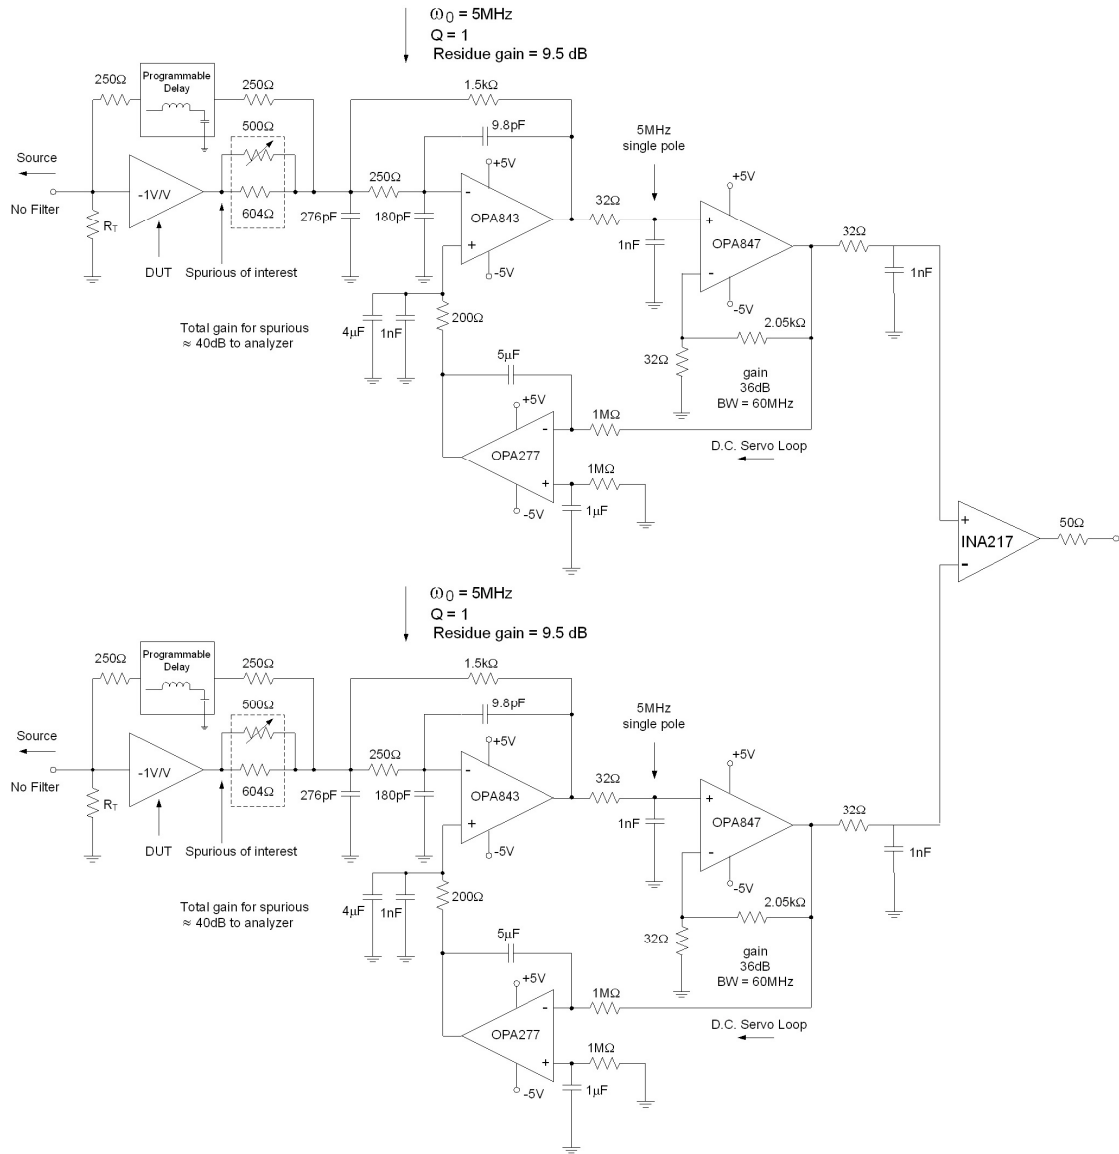 ω0 = 5MHz
Q = 1
Residue gain = 9.5 dB
250Ω
Programmable
Delay
250Ω
1.5kΩ
9.8pF
5MHz
single pole
Source
500Ω
+5V
+5V
No Filter
-1V/V
250Ω
-
OPA843
32Ω
+
OPA847
32Ω
RT
604Ω
276pF
180pF
+
1nF
-
1nF
DUT
Spurious of interest
-5V
-5V
Total gain for spurious
≈ 40dB to analyzer
4µF
1nF
200Ω
2.05kΩ
32Ω
5µF
gain
36dB
BW = 60MHz
+5V
1MΩ
-
OPA277
D.C. Servo Loop
+
1MΩ
-5V
1µF
+
INA217
-
50Ω
ω0 = 5MHz
Q = 1
Residue gain = 9.5 dB
250Ω
Programmable
Delay
250Ω
1.5kΩ
9.8pF
5MHz
single pole
Source
500Ω
+5V
+5V
No Filter
-1V/V
250Ω
-
OPA843
32Ω
+
OPA847
32Ω
RT
604Ω
276pF
180pF
+
1nF
-
1nF
DUT
Spurious of interest
-5V
-5V
Total gain for spurious
≈ 40dB to analyzer
4µF
1nF
200Ω
2.05kΩ
32Ω
5µF
gain
36dB
BW = 60MHz
+5V
1MΩ
-
OPA277
D.C. Servo Loop
+
1MΩ
-5V
1µF